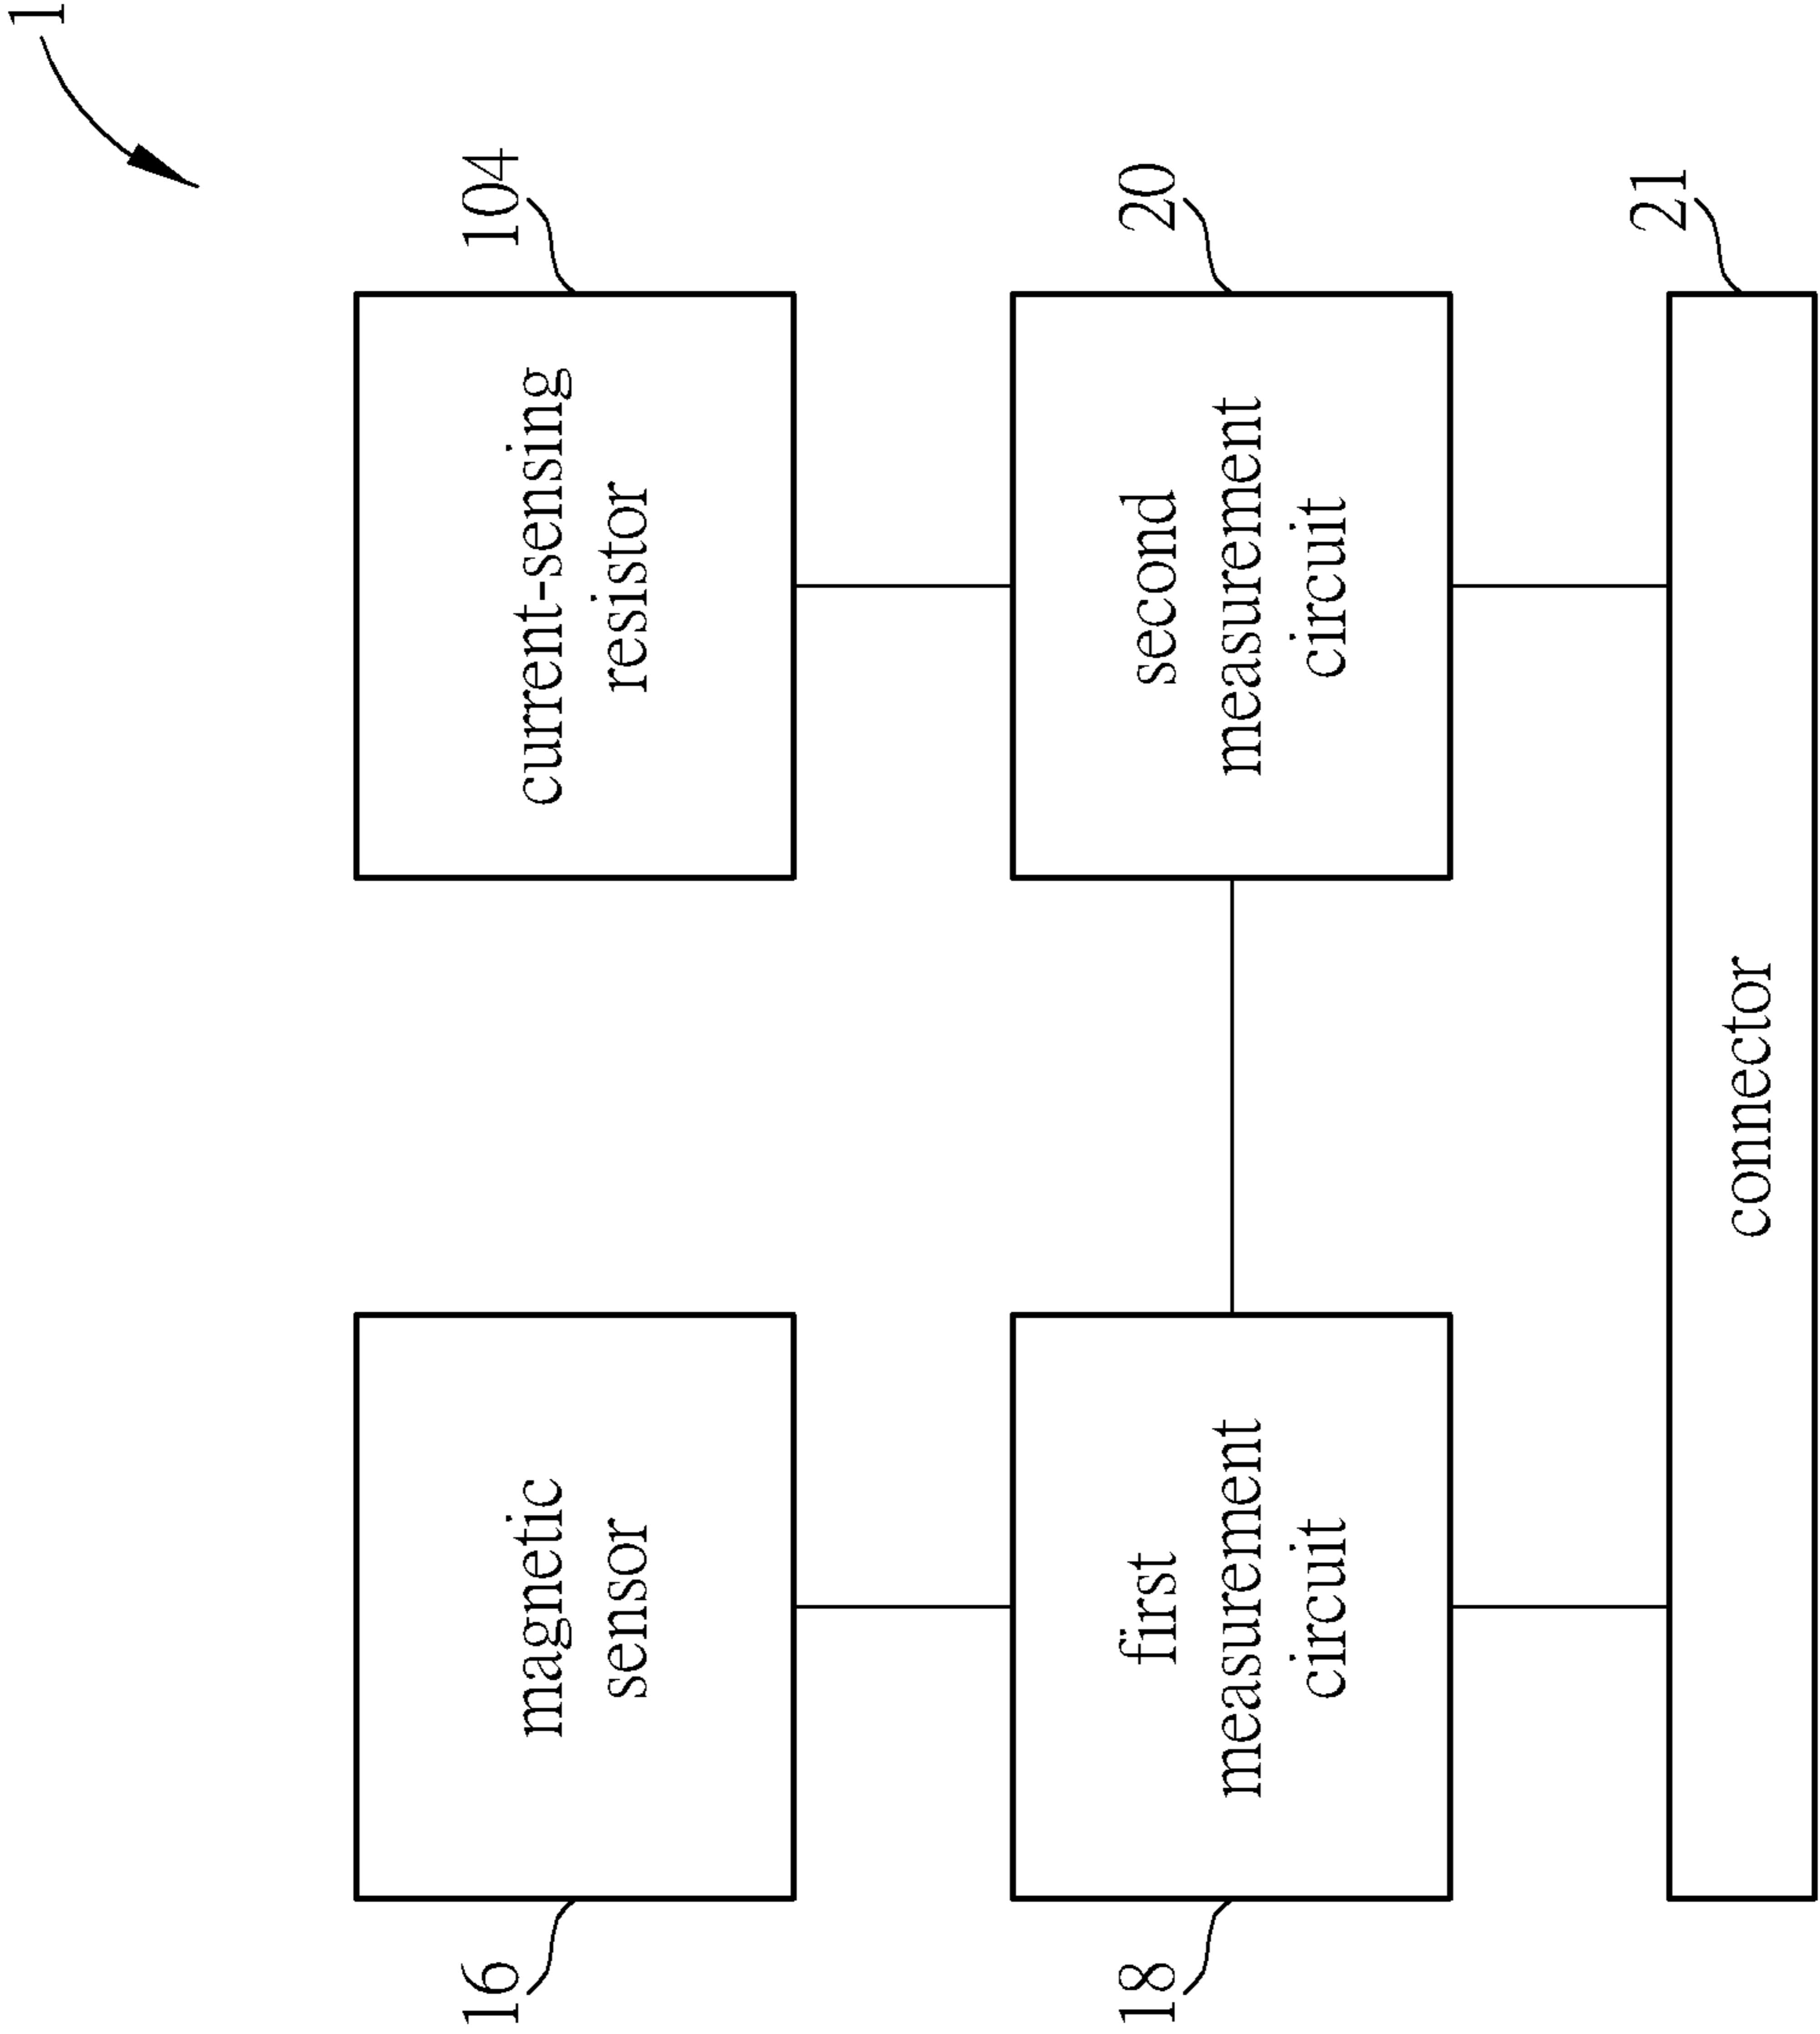 1
16
magnetic
sensor
current-sensing
resistor
104
18
first
measurement
circuit
second
measurement
circuit
20
connector
21